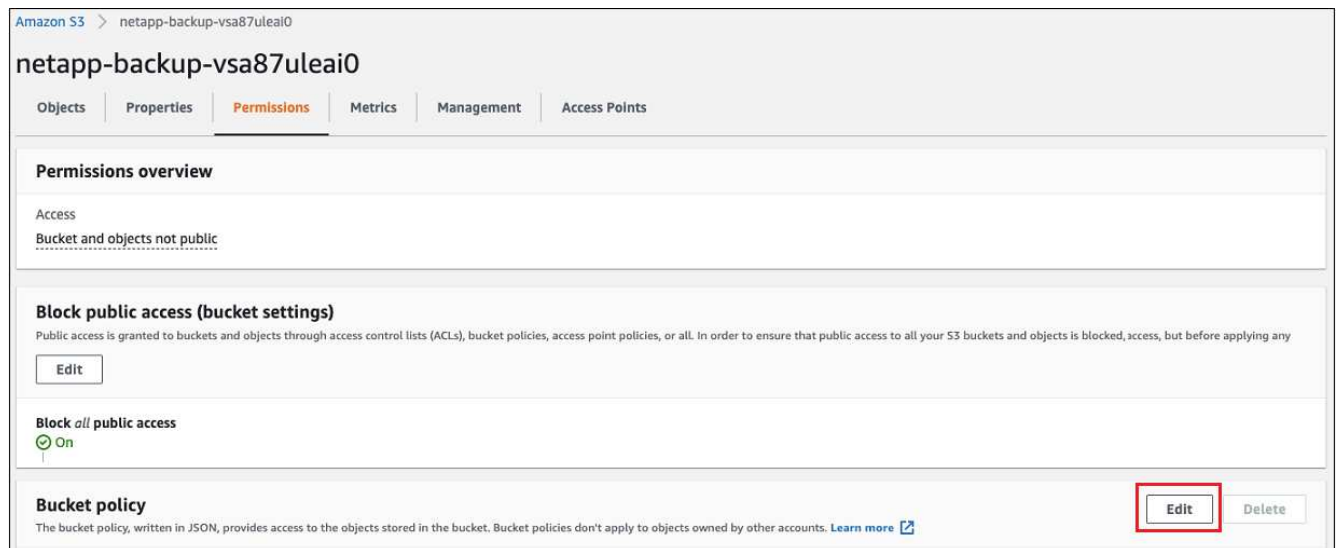 Amazon S3 > netapp-backup-vsa87uleai0
netapp-backup-vsa87uleai0
Objects Properties Permissions Metrics Management Access Points
Permissions overview
Access
Bucket and objects not public
Block public access (bucket settings)
Public access is granted to buckets and objects through access control lists (ACLs), bucket policies, access point policies, or all. In order to ensure that public access to all your S3 buckets and objects is blocked, access, but before applying any
Edit
Block all public access
On
Bucket policy
Edit Delete
The bucket policy, written in JSON, provides access to the objects stored in the bucket. Bucket policies don't apply to objects owned by other accounts. Learn more